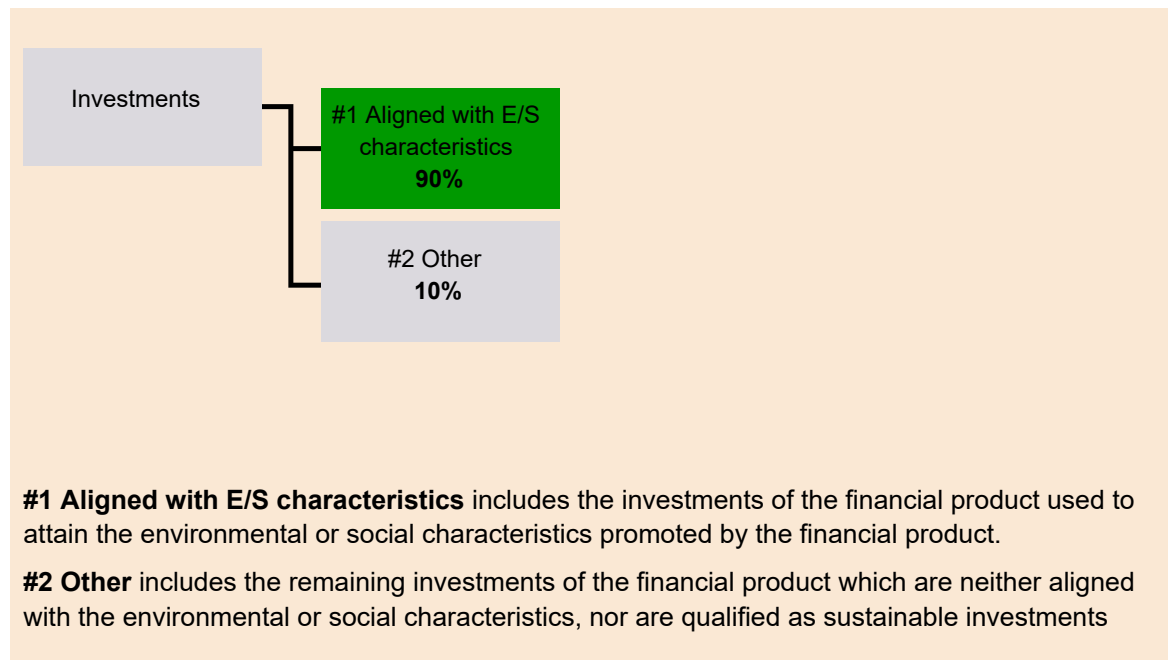 Investments
#1 Aligned with E/S
characteristics
90%
#2 Other
10%
#1 Aligned with E/S characteristics includes the investments of the financial product used to
attain the environmental or social characteristics promoted by the financial product.
#2 Other includes the remaining investments of the financial product which are neither aligned
with the environmental or social characteristics, nor are qualified as sustainable investments